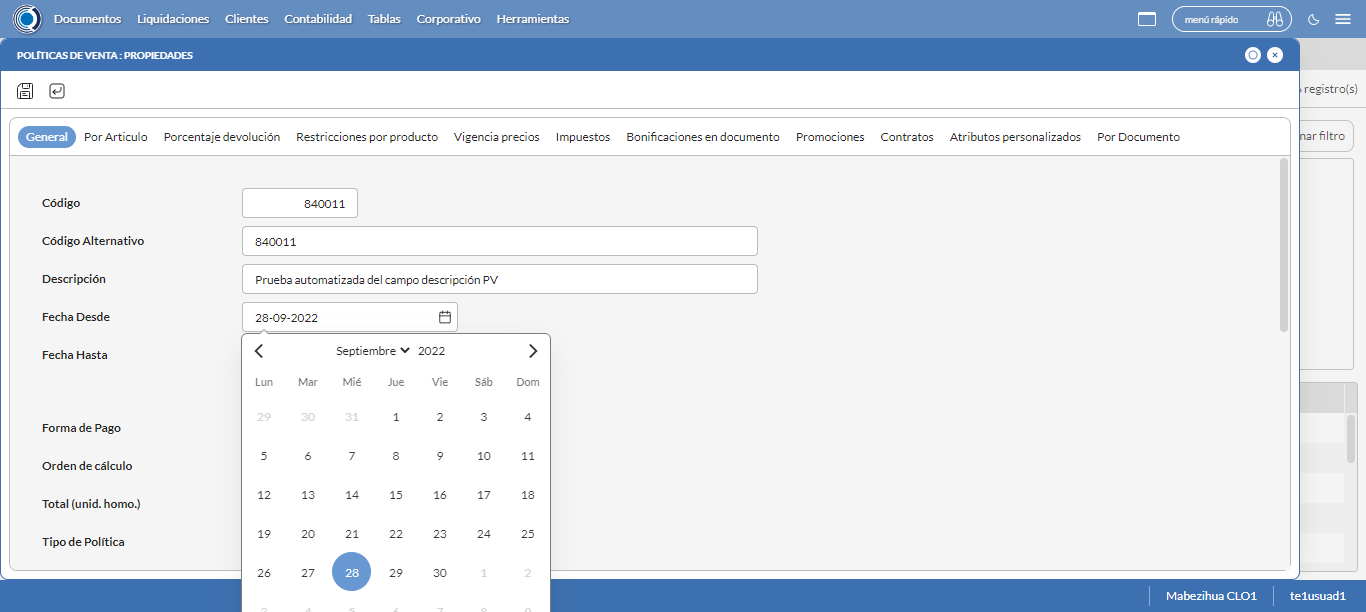 Documentos Liquidaciones Clientes Contabilidad Tablas Corporativo Herramientas menú rápido
POLÍTICAS DE VENTA : PROPIEDADES
registro(s)
General Por Articulo Porcentaje devolución Restricciones por producto Vigencia precios Impuestos Bonificaciones en documento Promociones Contratos Atributos personalizados Por Documento
nar filtro
Código 840011
Código Alternativo 840011
Descripción Prueba automatizada del campo descripción PV
Fecha Desde 28-09-2022
Fecha Hasta
Septiembre 2022
Lun Mar Mié Jue Vie Sáb Dom
29 30 31 1 2 3 4
Forma de Pago
5 6 7 8 9 10 11
Orden de cálculo
12 13 14 15 16 17 18
Total (unid. homo.)
19 20 21 22 23 24 25
Tipo de Política
26 27 28 29 30 1 2
3 4 5 6 7 8 9
Mabezihua CLO1 te1usuad1